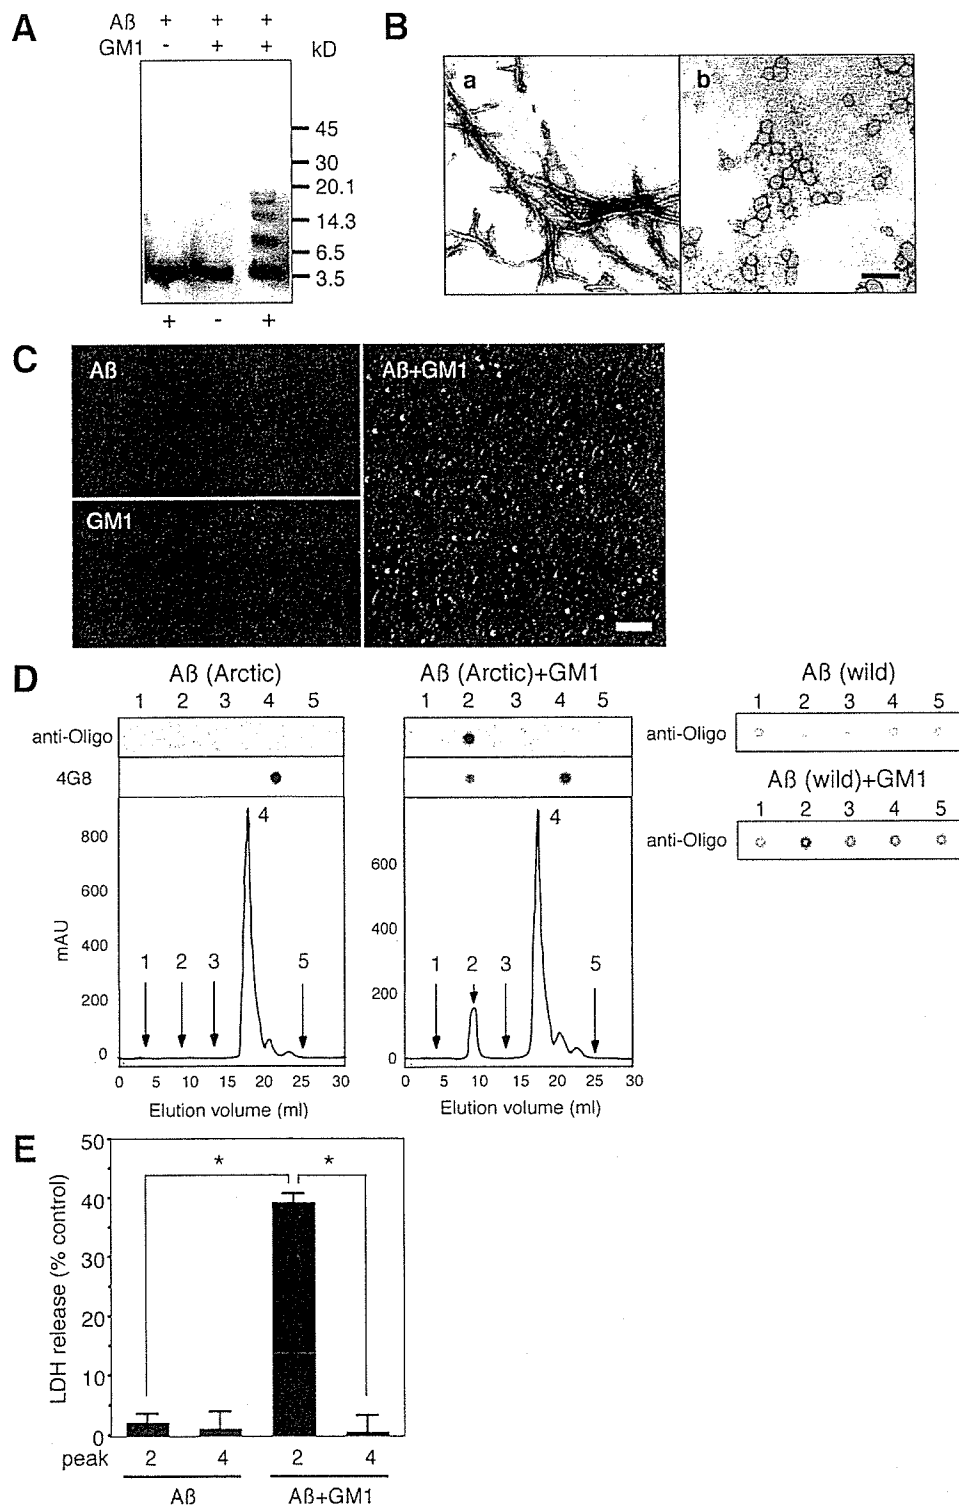 A
Aß + + +
GM1 - + + kD
45
30
20.1
14.3
6.5
3.5
+ - +
B
a b
C
Aß
Aß+GM1
GM1
D
Aß (Arctic)
1 2 3 4 5
anti-Oligo
4G8
4
800
600
400
200
0
mAU
1 2 3 5
0 5 10 15 20 25 30
Elution volume (ml)
Aß (Arctic)+GM1
1 2 3 4 5
4
600
400
200
0
1 2 3 5
0 5 10 15 20 25 30
Elution volume (ml)
Aß (wild)
1 2 3 4 5
anti-Oligo
Aß (wild)+GM1
1 2 3 4 5
anti-Oligo
E
50
40
30
20
10
0
LDH release (% control)
* *
peak 2 4 2 4
Aß Aß+GM1